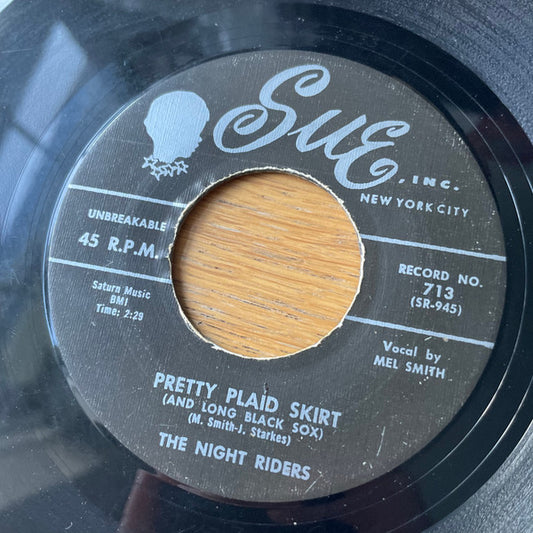 Sue, INC.
NEW YORK CITY
UNBREAKABLE
45 R.P.M.
Saturn Music
BMI
Time: 2:29
RECORD NO.
713
(SR-945)
Vocal by
MEL SMITH
PRETTY PLAID SKIRT
(AND LONG BLACK SOX)
(M. Smith-J. Starkes)
THE NIGHT RIDERS